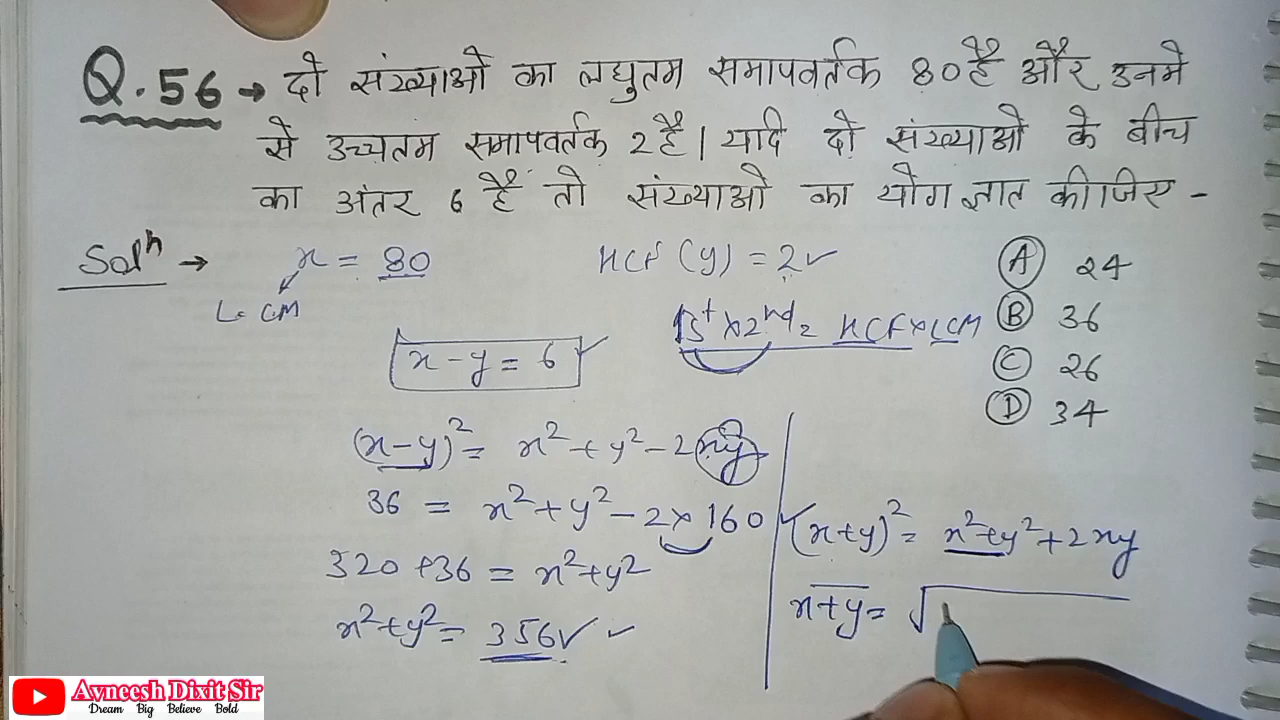 Q.56 → दो संख्याओं का लघुतम समापवर्तक 80 है और उनमे
से उच्चतम समापवर्तक 2 है। यदि दो संख्याओ के बीच
का अंतर 6 है तो संख्याओ का योग ज्ञात कीजिए -
Solⁿ → x = 80 HCF (y) = 2 ✓ (A) 24
LCM
1st × 2nd = HCF × LCM (B) 36
x - y = 6 ✓ (C) 26
(D) 34
(x-y)² = x² + y² - 2xy
36 = x² + y² - 2 × 160
320 + 36 = x² + y²
x² + y² = 356 ✓ ✓
✓ (x+y)² = x² + y² + 2xy
x + y = √
Avneesh Dixit Sir
Dream Big Believe Bold